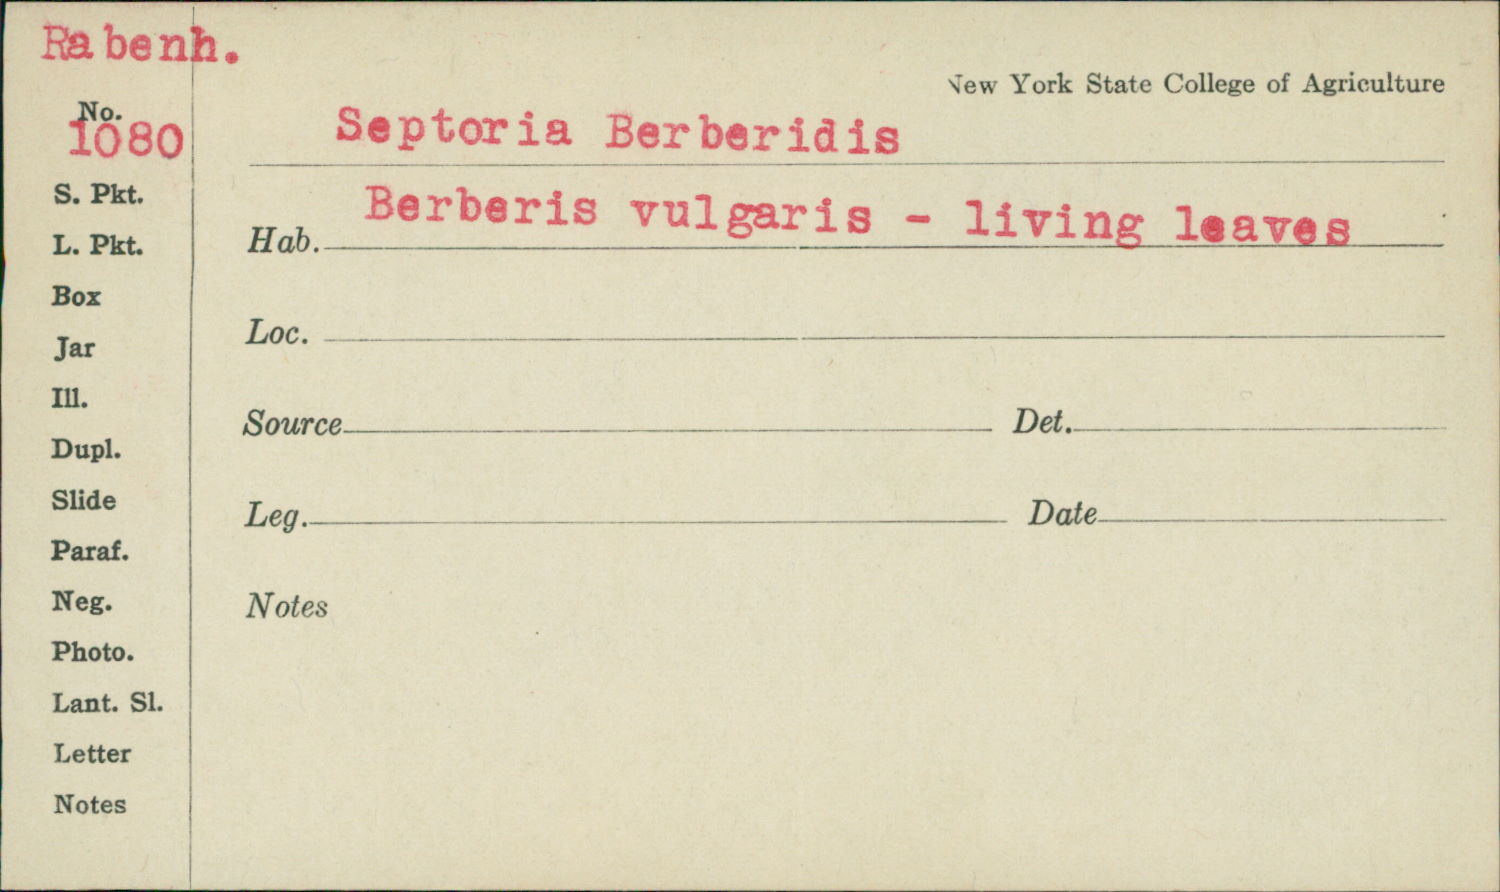 Rabenh.
New York State College of Agriculture
No.
1080
Septoria Berberidis
Berberis vulgaris - living leaves
Hab.
S. Pkt.
L. Pkt.
Box
Jar
Ill.
Dupl.
Slide
Paraf.
Neg.
Photo.
Lant. Sl.
Letter
Notes
Loc.
Source
Det.
Leg.
Date
Notes